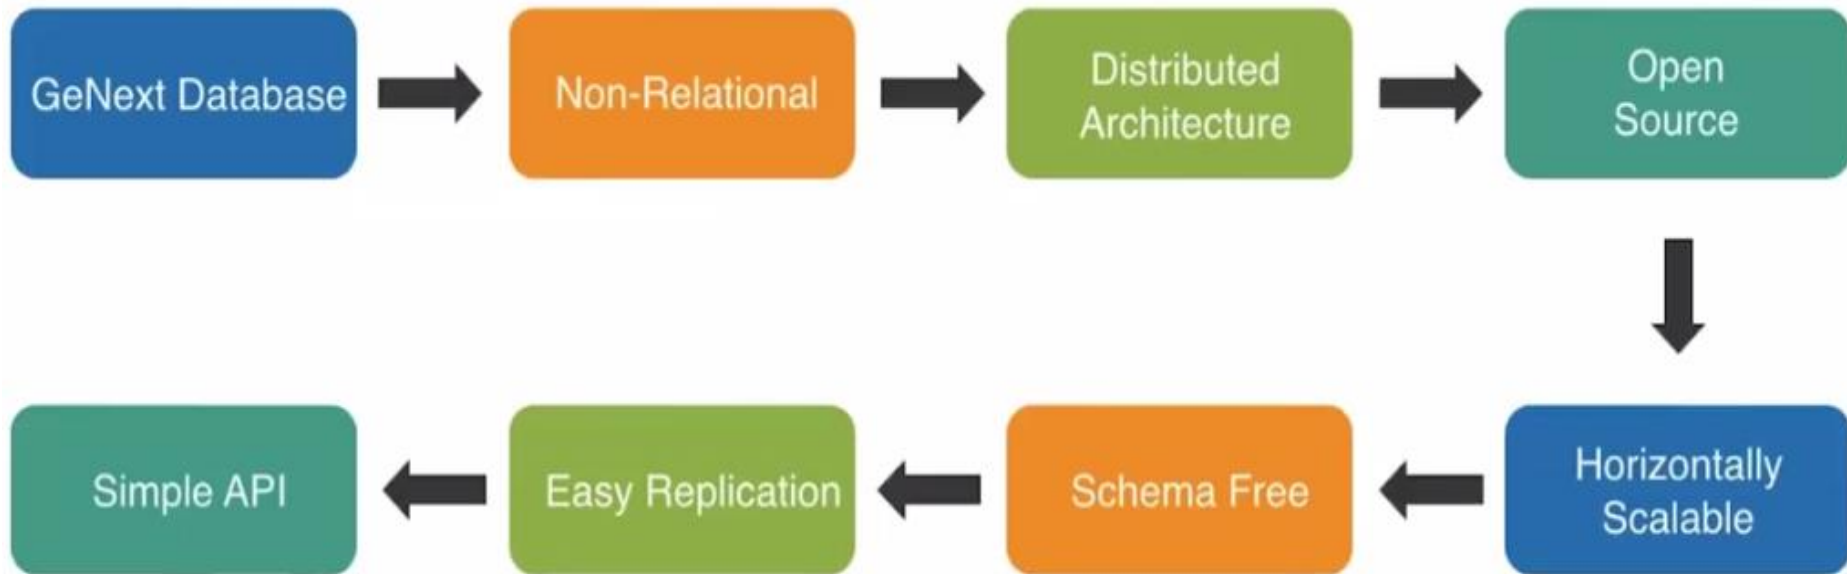 GeNext Database
Non-Relational
Distributed
Architecture
Open
Source
Horizontally
Scalable
Schema Free
Easy Replication
Simple API